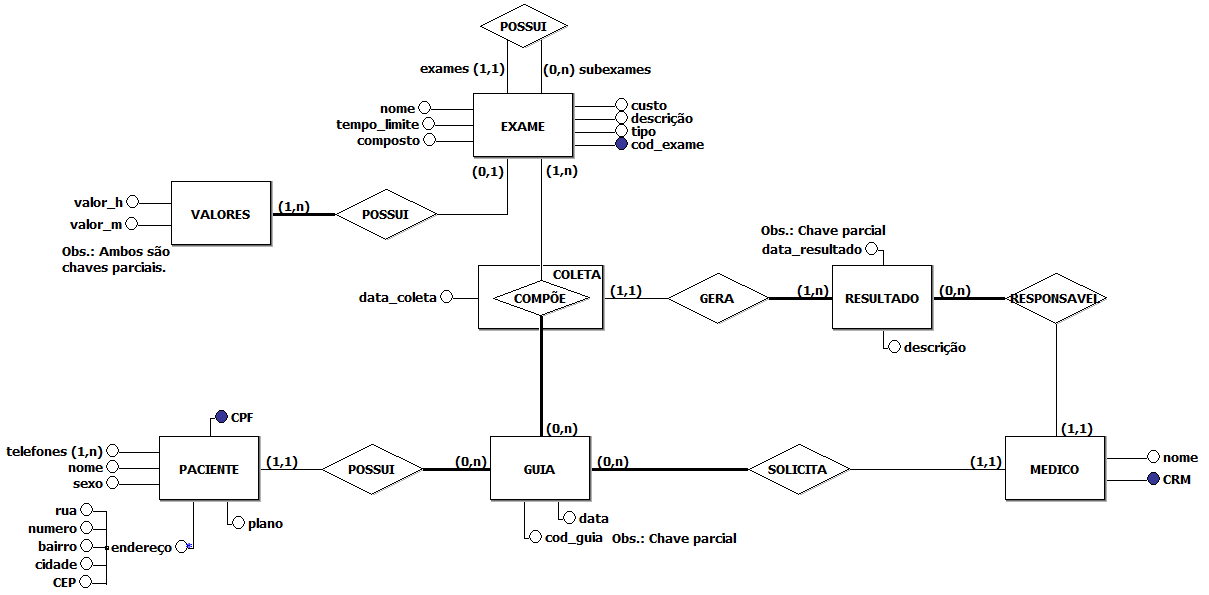 POSSUI
exames (1,1)
(0,n) subexames
nome
tempo_limite
composto
EXAME
custo
descrição
tipo
cod_exame
(0,1)
(1,n)
valor_h
valor_m
VALORES
(1,n)
POSSUI
Obs.: Ambos são
chaves parciais.
Obs.: Chave parcial
data_resultado
COLETA
data_coleta
COMPÕE
(1,1)
GERA
(1,n)
RESULTADO
(0,n)
RESPONSAVEL
descrição
CPF
telefones (1,n)
nome
sexo
PACIENTE
(1,1)
POSSUI
(0,n)
GUIA
(0,n)
(0,n)
SOLICITA
(1,1)
(1,1)
MEDICO
nome
CRM
rua
numero
bairro
cidade
CEP
endereço
plano
data
cod_guia Obs.: Chave parcial